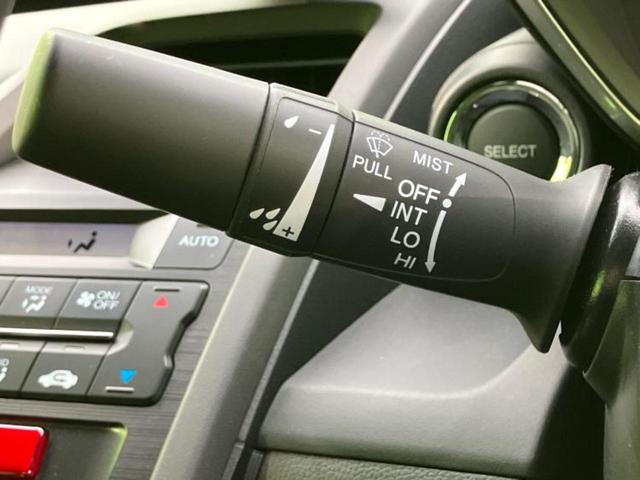 MIST
PULL
OFF
INT
LO
HI
− +
SELECT
AUTO
MODE
ON/
OFF